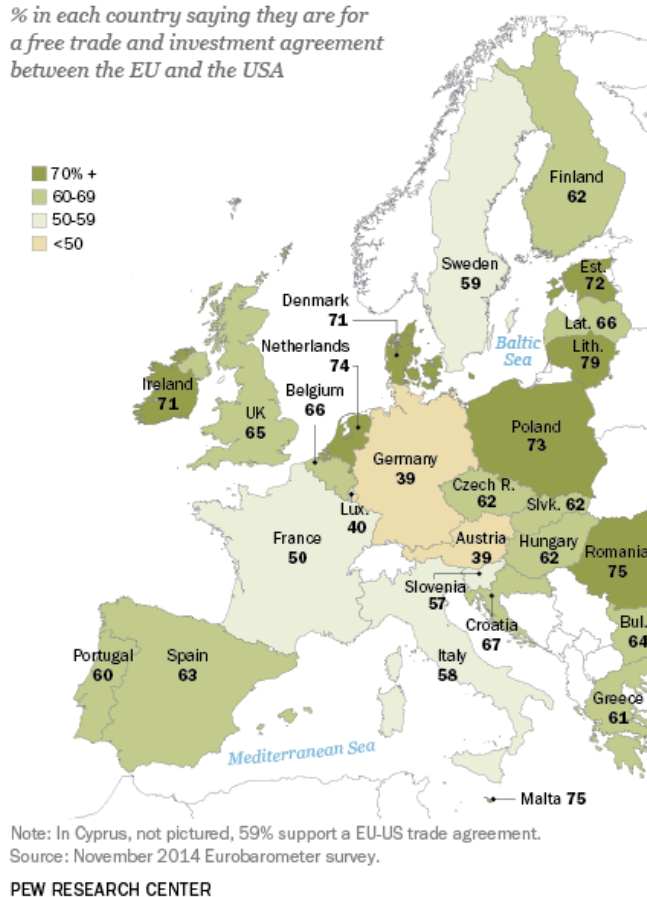 % in each country saying they are for
a free trade and investment agreement
between the EU and the USA
70% +
60-69
50-59
<50
Finland
62
Sweden
59
Est.
72
Denmark
71
Lat. 66
Baltic
Sea
Netherlands
74
Lith.
79
Ireland
71
Belgium
66
UK
65
Poland
73
Germany
39
Czech R.
62
Slvk. 62
Lux.
40
France
50
Austria
39
Hungary
62
Romania
75
Slovenia
57
Croatia
67
Bul.
64
Portugal
60
Spain
63
Italy
58
Greece
61
Mediterranean Sea
Malta 75
Note: In Cyprus, not pictured, 59% support a EU-US trade agreement.
Source: November 2014 Eurobarometer survey.
PEW RESEARCH CENTER